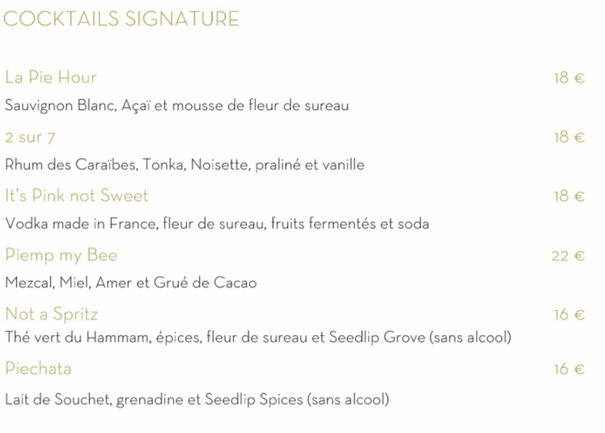 COCKTAILS SIGNATURE
La Pie Hour 18 €
Sauvignon Blanc, Açaï et mousse de fleur de sureau
2 sur 7 18 €
Rhum des Caraïbes, Tonka, Noisette, praliné et vanille
It's Pink not Sweet 18 €
Vodka made in France, fleur de sureau, fruits fermentés et soda
Piemp my Bee 22 €
Mezcal, Miel, Amer et Grué de Cacao
Not a Spritz 16 €
Thé vert du Hammam, épices, fleur de sureau et Seedlip Grove (sans alcool)
Piechata 16 €
Lait de Souchet, grenadine et Seedlip Spices (sans alcool)